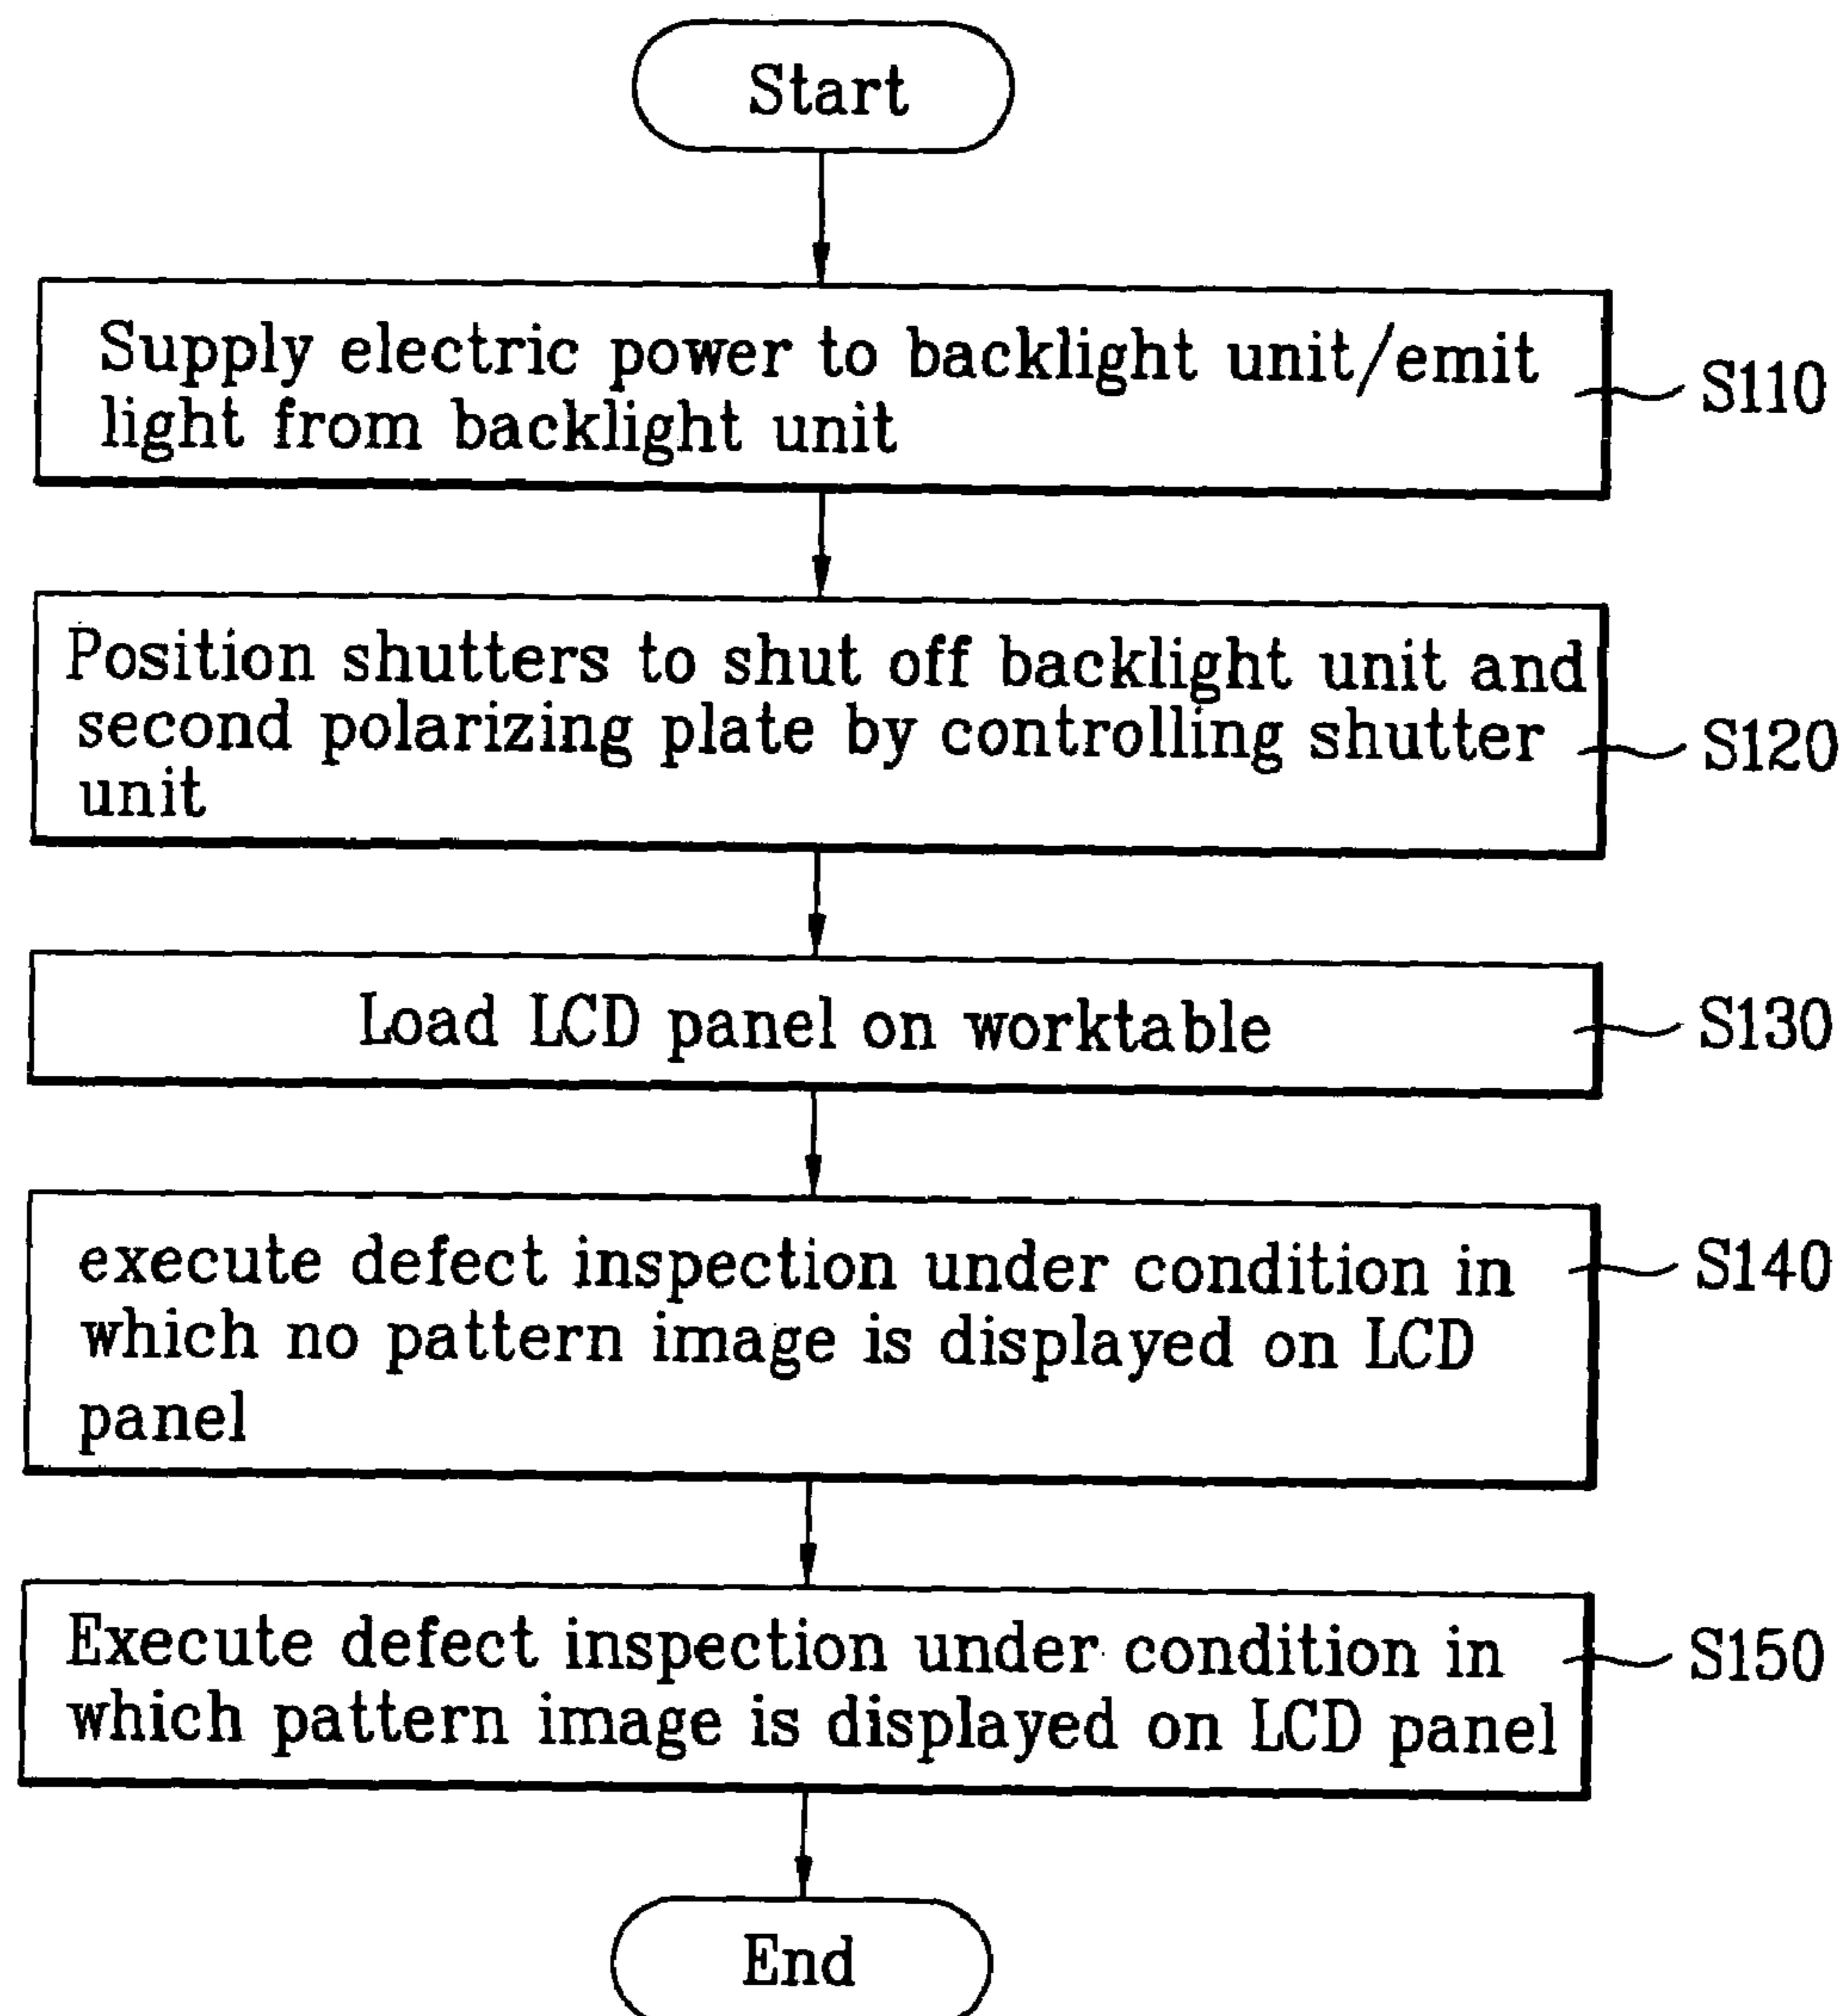 Start
Supply electric power to backlight unit/emit
light from backlight unit
S110
Position shutters to shut off backlight unit and
second polarizing plate by controlling shutter
unit
S120
Load LCD panel on worktable
S130
execute defect inspection under condition in
which no pattern image is displayed on LCD
panel
S140
Execute defect inspection under condition in
which pattern image is displayed on LCD panel
S150
End